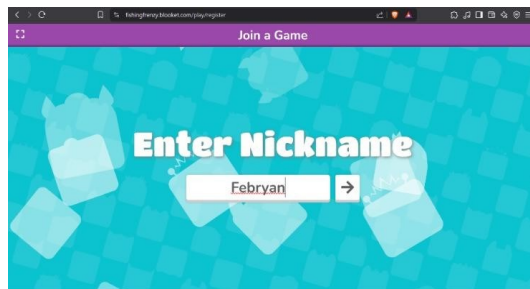 fishingfrenzy.blooket.com/play/register
Join a Game
Enter Nickname
Febryan